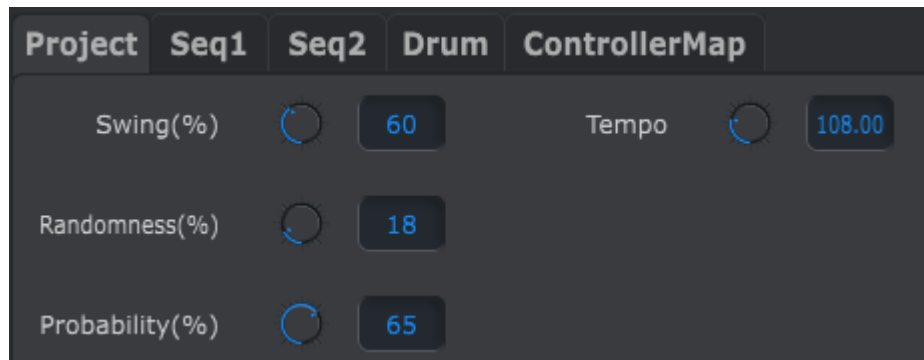 Project Seq1 Seq2 Drum ControllerMap
Swing(%) 60 Tempo 108.00
Randomness(%) 18
Probability(%) 65